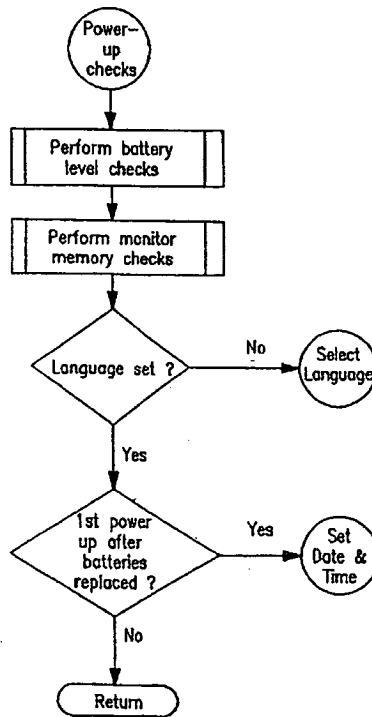 Power-
up
checks
Perform battery
level checks
Perform monitor
memory checks
Language set ?
No
Select
Language
Yes
1st power
up after
batteries
replaced ?
Yes
Set
Date &
Time
No
Return